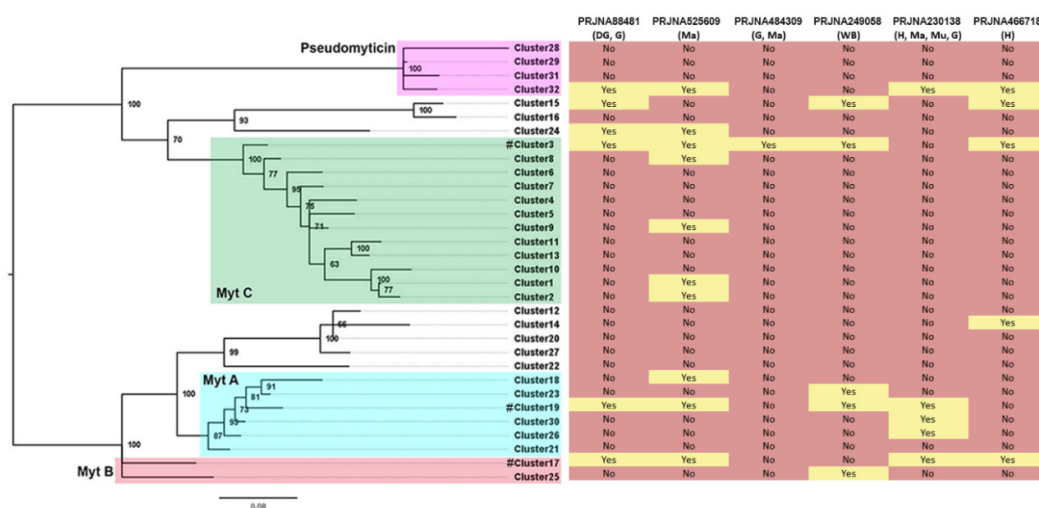 PRJNA88481 PRJNA525609 PRJNA484309 PRJNA249058 PRJNA230138 PRJNA466718
(DG, G) (Ma) (G, Ma) (WB) (H, Ma, Mu, G) (H)
Pseudomyticin Cluster28 No No No No No No
Cluster29 No No No No No No
100 Cluster31 No No No No No No
Cluster32 Yes Yes No No Yes Yes
100 Cluster15 Yes No No Yes No Yes
100 Cluster16 No No No No No No
93 Cluster24 Yes Yes No No No No
70 #Cluster3 Yes Yes Yes Yes No Yes
100 Cluster8 No Yes No No No No
77 Cluster6 No No No No No No
95 Cluster7 No No No No No No
75 Cluster4 No No No No No No
Cluster5 No No No No No No
71 Cluster9 No Yes No No No No
100 Cluster11 No No No No No No
63 Cluster13 No No No No No No
100 Cluster10 No No No No No No
77 Cluster1 No Yes No No No No
Myt C Cluster2 No Yes No No No No
Cluster12 No No No No No No
66 Cluster14 No No No No No Yes
100 Cluster20 No No No No No No
99 Cluster27 No No No No No No
Cluster22 No No No No No No
Myt A 91 Cluster18 No Yes No No No No
100 81 Cluster23 No No No Yes No No
73 #Cluster19 Yes Yes No Yes Yes No
93 Cluster30 No No No No Yes No
87 Cluster26 No No No No Yes No
100 Cluster21 No No No No No No
#Cluster17 Yes Yes No No Yes Yes
Myt B Cluster25 No No No Yes No No
0.08